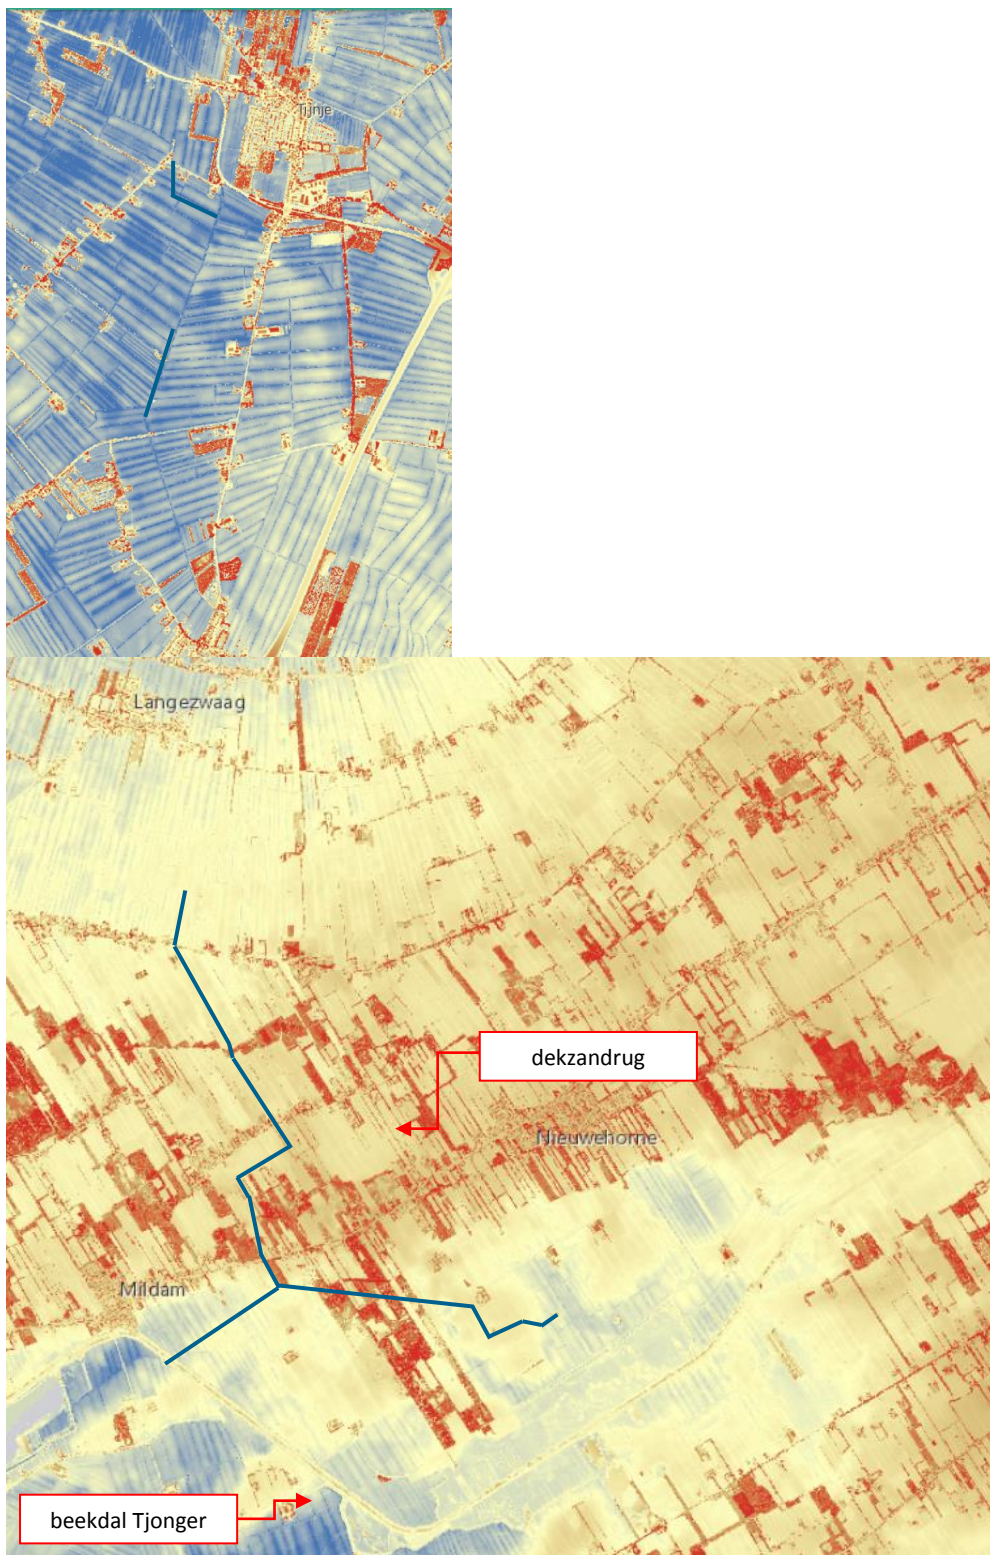 Tijnje
Langezwaag
dekzandrug
Nieuwehorne
Mildam
beekdal Tjonger